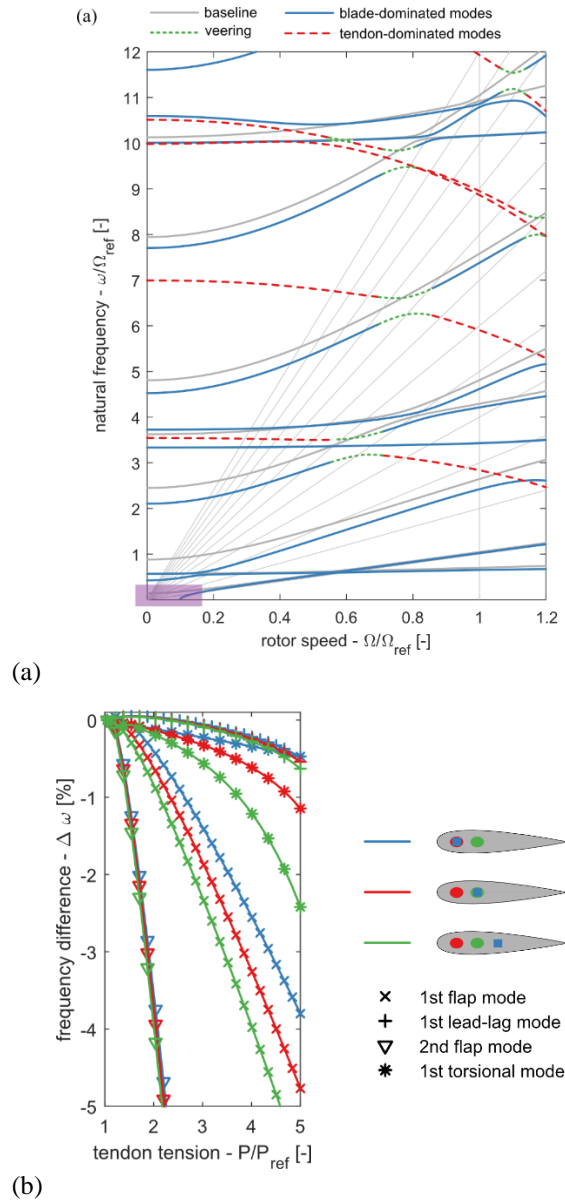 (a)
baseline
blade-dominated modes
veering
tendon-dominated modes
12
11
10
9
8
7
6
5
4
3
2
1
natural frequency - ω/Ω_ref [-]
0
0.2
0.4
0.6
0.8
1
1.2
rotor speed - Ω/Ω_ref [-]
(a)
0
-1
-2
-3
-4
-5
frequency difference - Δ ω [%]
1
2
3
4
5
tendon tension - P/P_ref [-]
1st flap mode
1st lead-lag mode
2nd flap mode
1st torsional mode
(b)